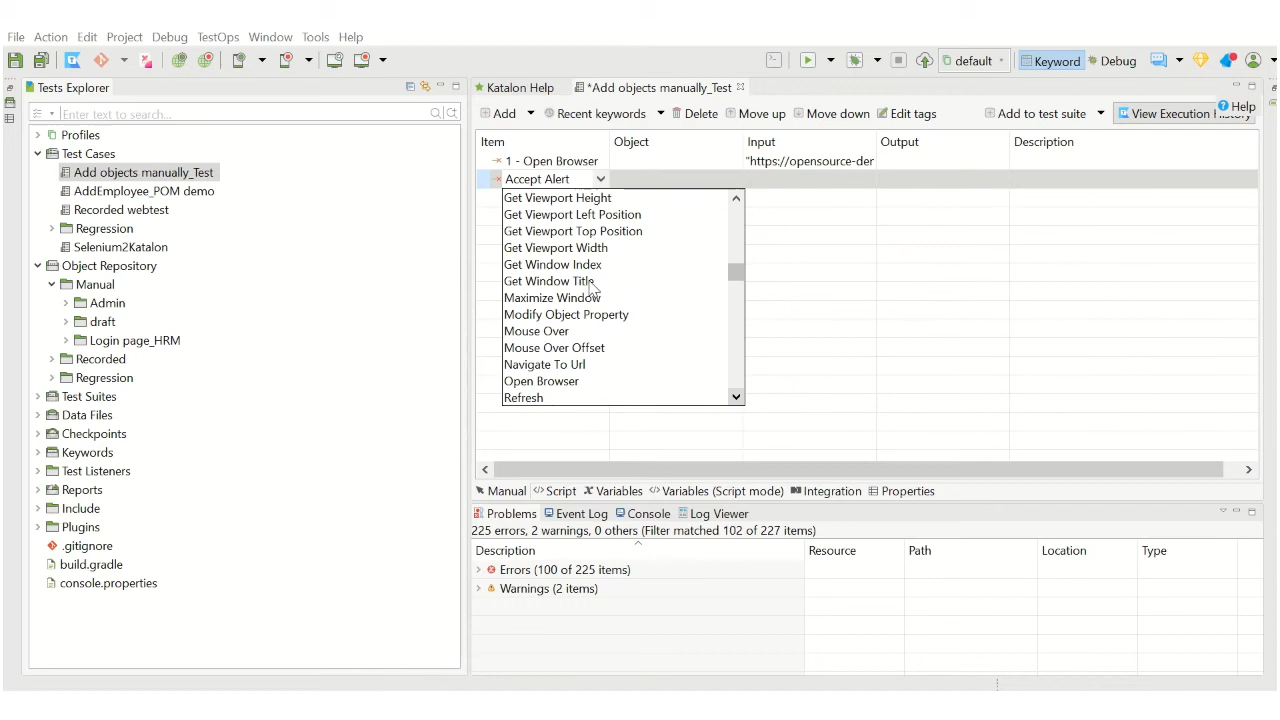 File Action Edit Project Debug TestOps Window Tools Help
default Keyword Debug
Tests Explorer
Enter text to search...
Profiles
Test Cases
Add objects manually_Test
AddEmployee_POM demo
Recorded webtest
Regression
Selenium2Katalon
Object Repository
Manual
Admin
draft
Login page_HRM
Recorded
Regression
Test Suites
Data Files
Checkpoints
Keywords
Test Listeners
Reports
Include
Plugins
.gitignore
build.gradle
console.properties
Katalon Help *Add objects manually_Test
Add Recent keywords Delete Move up Move down Edit tags Add to test suite View Execution History Help
Item Object Input Output Description
1 - Open Browser "https://opensource-der
Accept Alert
Get Viewport Height
Get Viewport Left Position
Get Viewport Top Position
Get Viewport Width
Get Window Index
Get Window Title
Maximize Window
Modify Object Property
Mouse Over
Mouse Over Offset
Navigate To Url
Open Browser
Refresh
Manual Script Variables Variables (Script mode) Integration Properties
Problems Event Log Console Log Viewer
225 errors, 2 warnings, 0 others (Filter matched 102 of 227 items)
Description Resource Path Location Type
Errors (100 of 225 items)
Warnings (2 items)